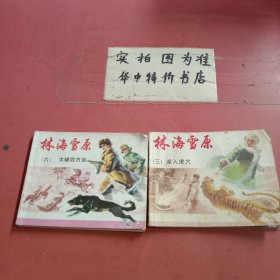 实拍图为准
华中特价书店
林海雪原
(六) 大破四方台
林海雪原
(三) 深入虎穴